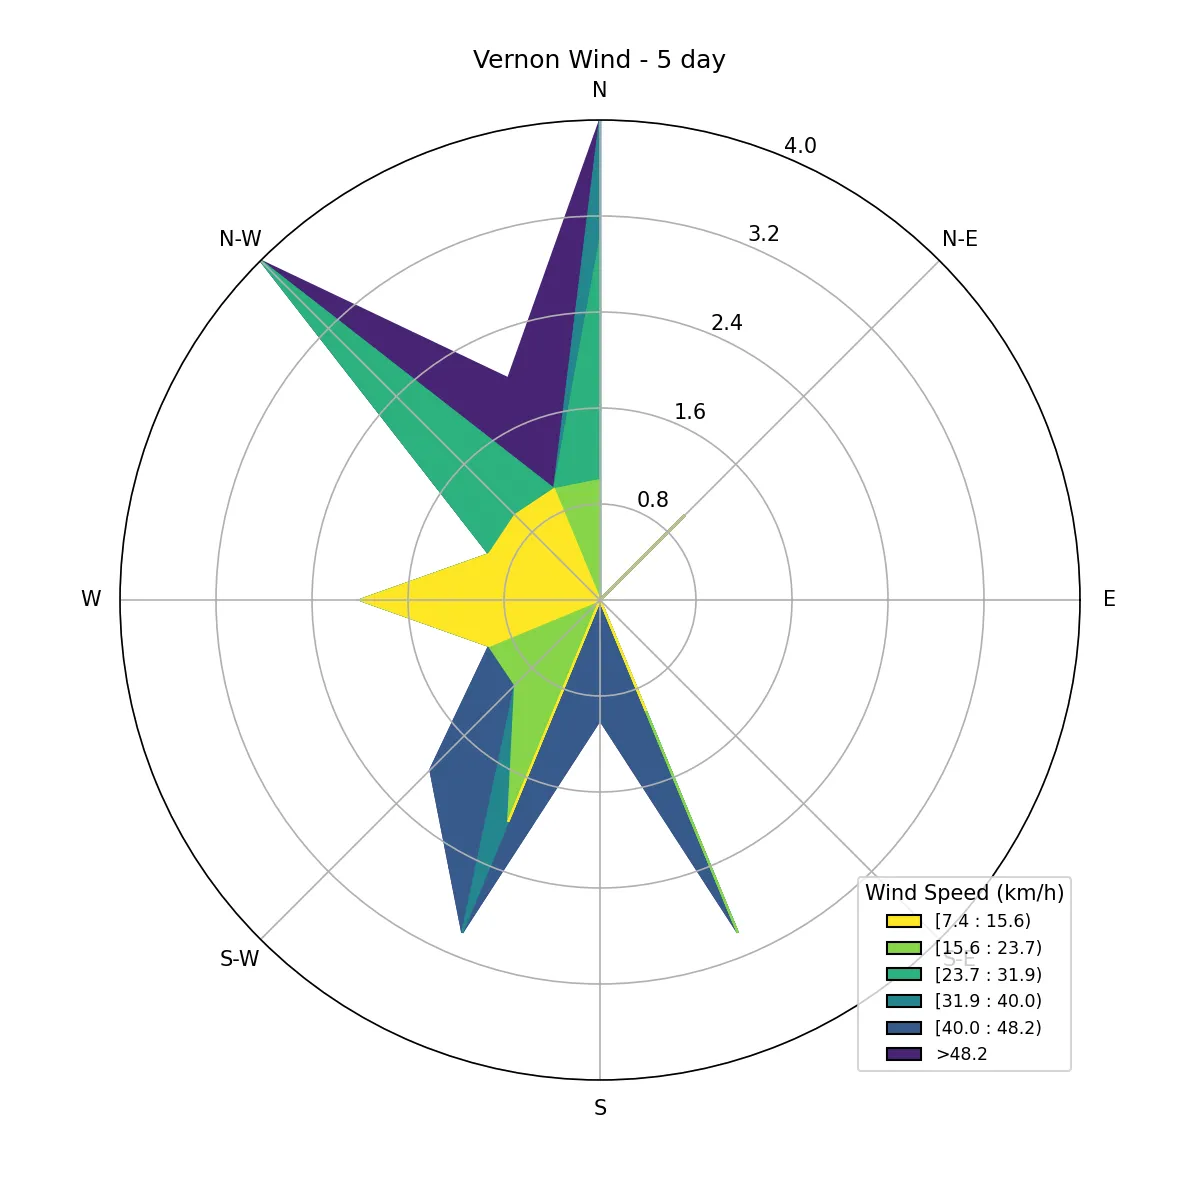 Vernon Wind - 5 day
N
4.0
N-W
3.2
N-E
2.4
1.6
0.8
W
E
S-W
S-E
S
Wind Speed (km/h)
[7.4 : 15.6)
[15.6 : 23.7)
[23.7 : 31.9)
[31.9 : 40.0)
[40.0 : 48.2)
>48.2